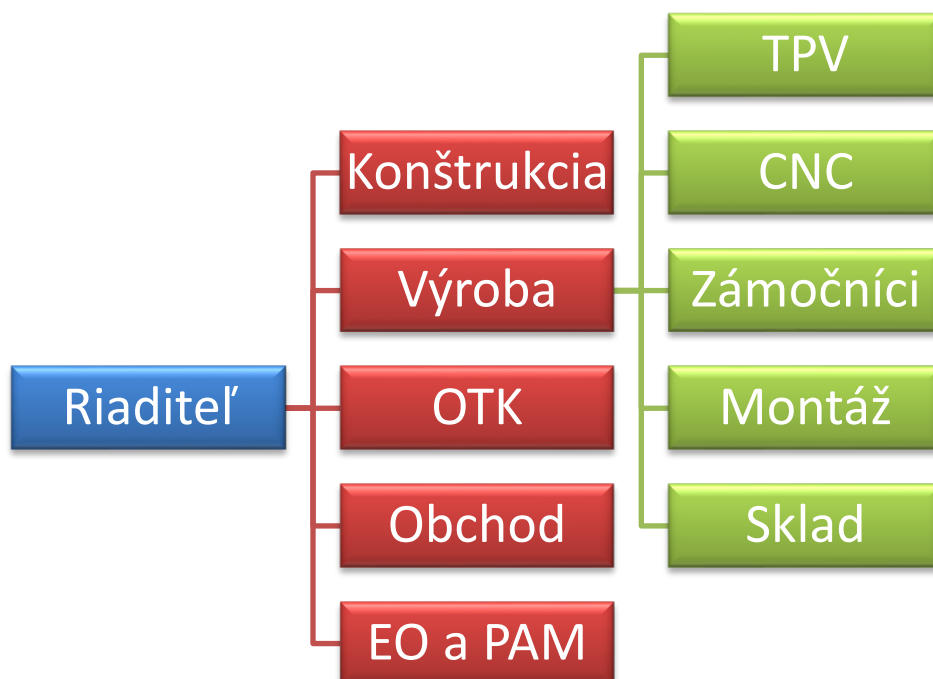 Riaditeľ
Konštrukcia
Výroba
OTK
Obchod
EO a PAM
TPV
CNC
Zámočníci
Montáž
Sklad